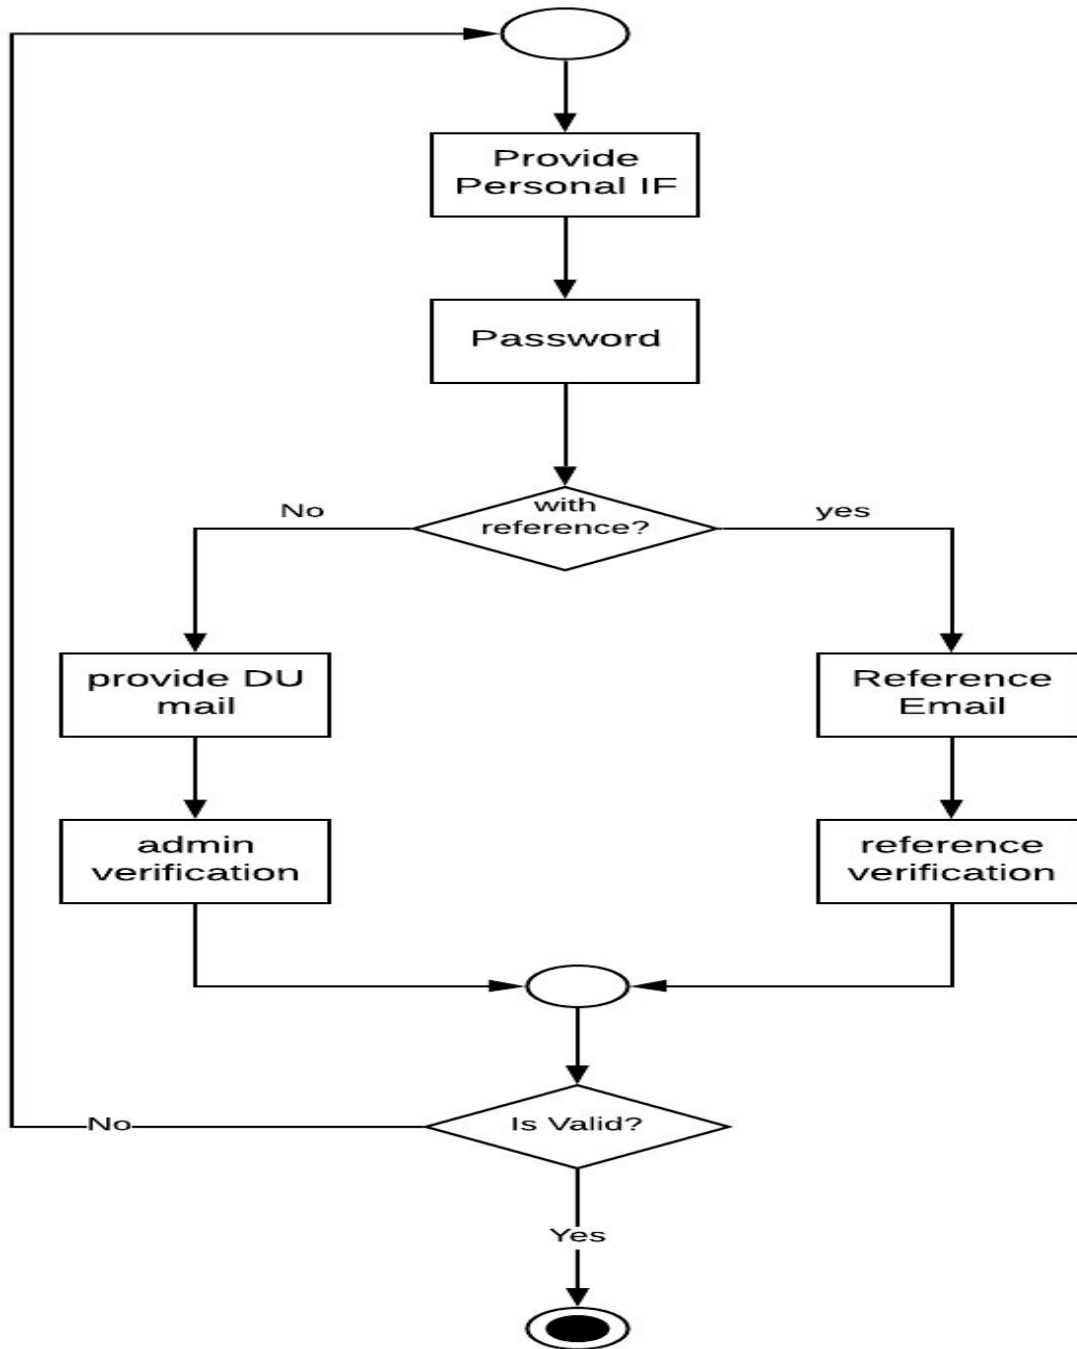 Provide
Personal IF
Password
with
reference?
No
yes
provide DU
mail
Reference
Email
admin
verification
reference
verification
Is Valid?
No
Yes